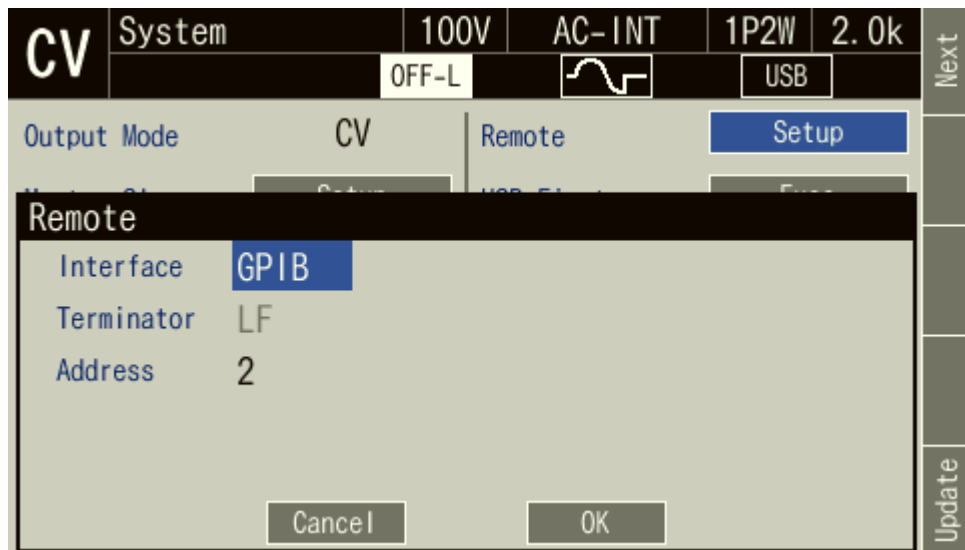 CV System 100V AC-INT 1P2W 2.0k
OFF-L USB
Output Mode CV Remote Setup
Remote
Interface GPIB
Terminator LF
Address 2
Cancel OK
Next
Update